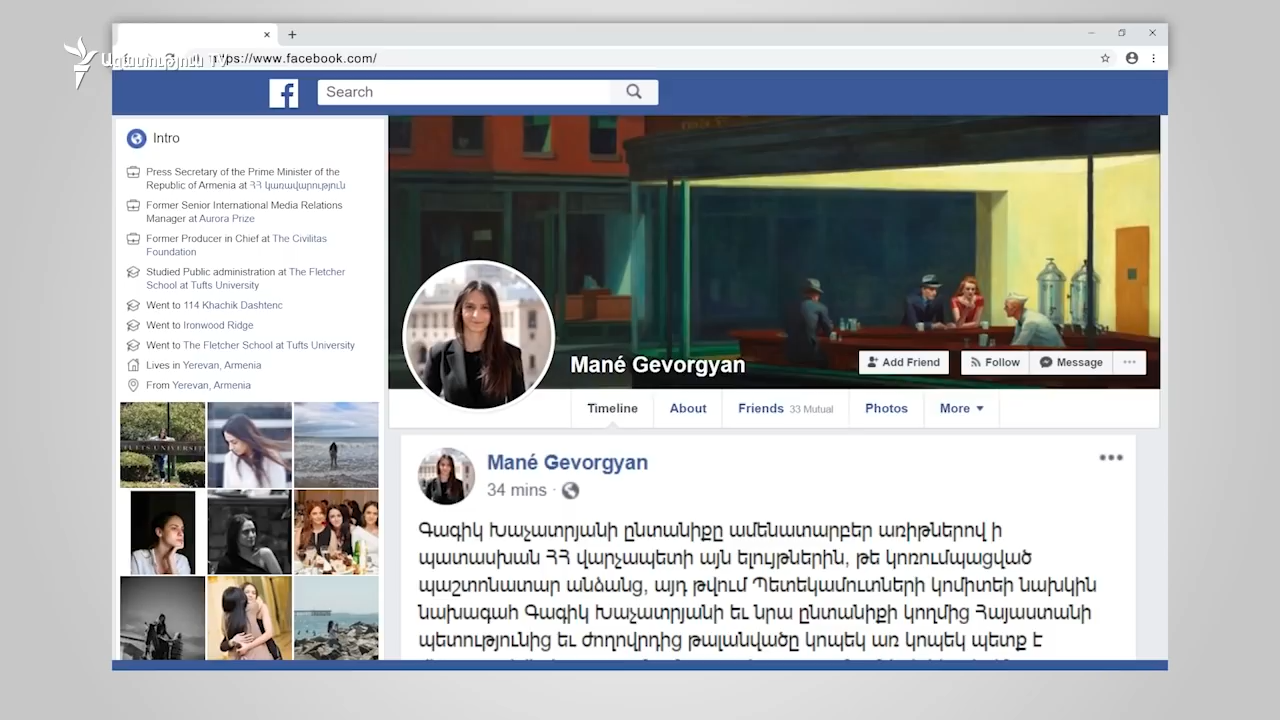 Ազատություն TV
https://www.facebook.com/
Search
Intro
Press Secretary of the Prime Minister of the
Republic of Armenia at ՀՀ կառավարություն
Former Senior International Media Relations
Manager at Aurora Prize
Former Producer in Chief at The Civilitas
Foundation
Studied Public administration at The Fletcher
School at Tufts University
Went to 114 Khachik Dashtenc
Went to Ironwood Ridge
Went to The Fletcher School at Tufts University
Lives in Yerevan, Armenia
From Yerevan, Armenia
TUFTS UNIVERSITY
Mané Gevorgyan
Add Friend
Follow
Message
Timeline
About
Friends 33 Mutual
Photos
More
Mané Gevorgyan
34 mins ·
Գագիկ Խաչատրյանի ընտանիքը ամենատարբեր առիթներով ի
պատասխան ՀՀ վարչապետի այն ելույթներին, թե կոռումպացված
պաշտոնատար անձանց, այդ թվում Պետեկամուտների կոմիտեի նախկին
նախագահ Գագիկ Խաչատրյանի եւ նրա ընտանիքի կողմից Հայաստանի
պետությունից եւ ժողովրդից թալանվածը կոպեկ առ կոպեկ պետք է